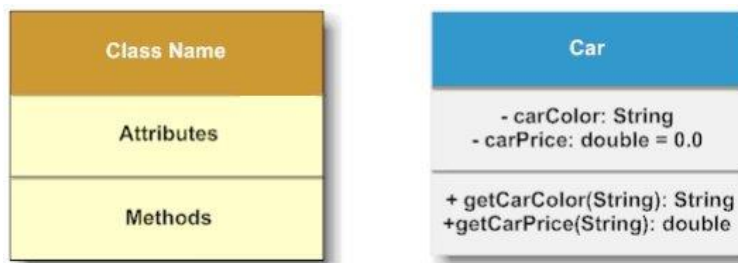 Class Name
Attributes
Methods
Car
- carColor: String
- carPrice: double = 0.0
+ getCarColor(String): String
+getCarPrice(String): double